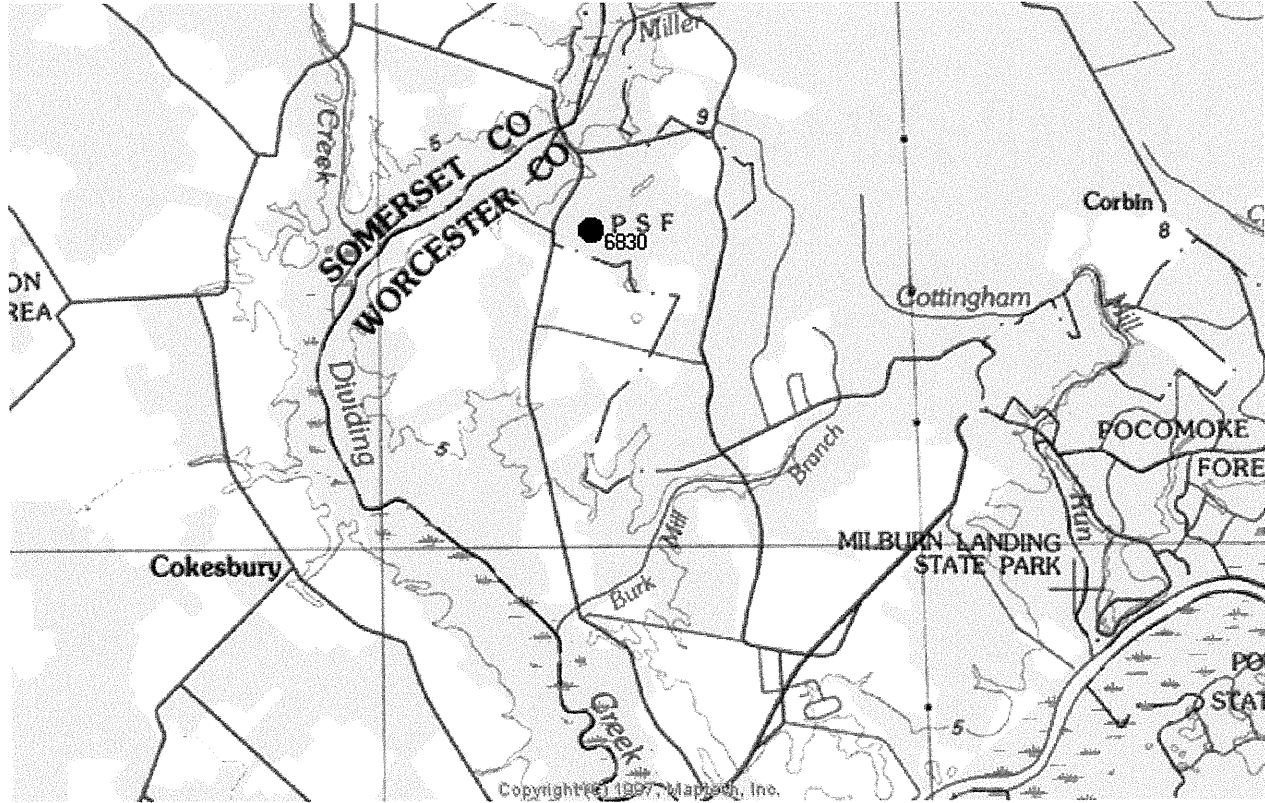 Miller
9
Creek
5
SOMERSET CO
WORCESTER CO
Corbin
8
P S F
6830
ON
REA
Cottingham
Dividing
5
Branch
POCOMOKE
FORE
Run
Mill
MILBURN LANDING
STATE PARK
Cokesbury
Burk
PO
STAT
Creek
5
Copyright (C) 1997, Maptech, Inc.